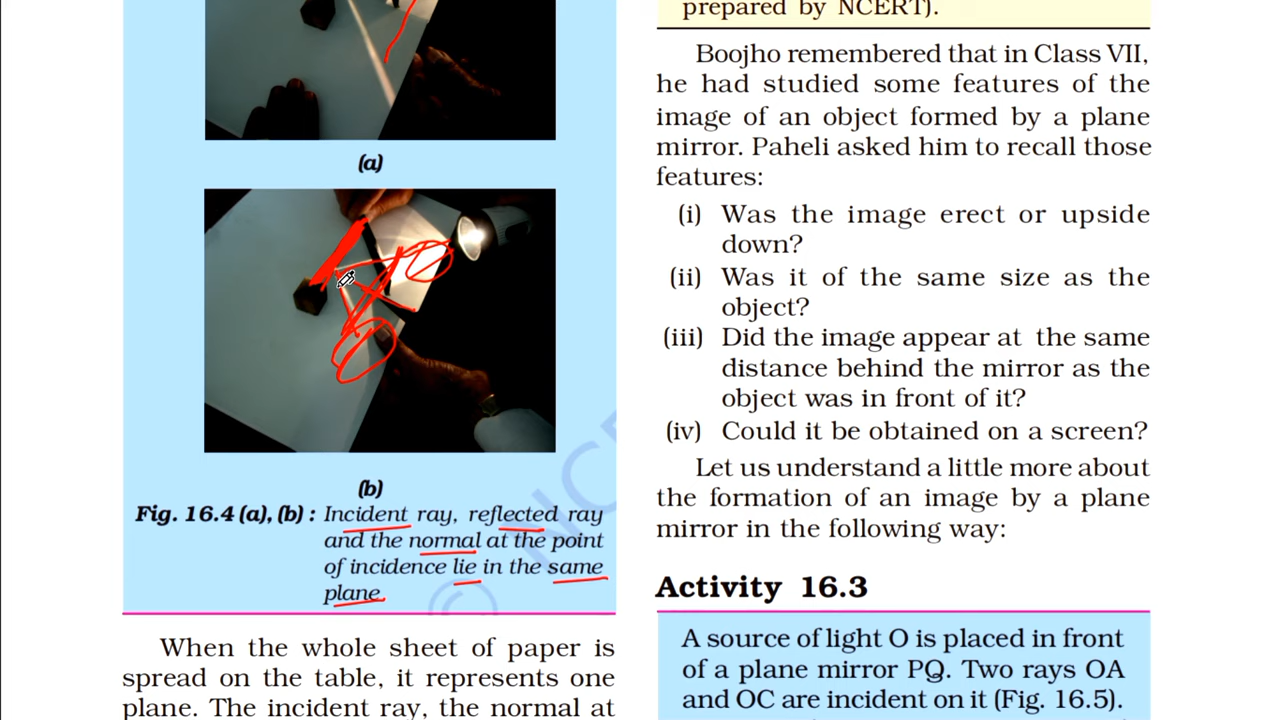 (a)
(b)
Fig. 16.4 (a), (b) : Incident ray, reflected ray
and the normal at the point
of incidence lie in the same
plane.
When the whole sheet of paper is
spread on the table, it represents one
plane. The incident ray, the normal at
prepared by NCERT).
Boojho remembered that in Class VII,
he had studied some features of the
image of an object formed by a plane
mirror. Paheli asked him to recall those
features:
(i) Was the image erect or upside
down?
(ii) Was it of the same size as the
object?
(iii) Did the image appear at the same
distance behind the mirror as the
object was in front of it?
(iv) Could it be obtained on a screen?
Let us understand a little more about
the formation of an image by a plane
mirror in the following way:
Activity 16.3
A source of light O is placed in front
of a plane mirror PQ. Two rays OA
and OC are incident on it (Fig. 16.5).